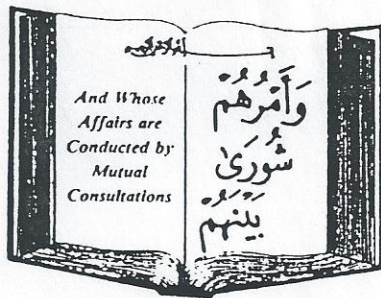 And Whose
Affairs are
Conducted by
Mutual
Consultations
وَأَمْرُهُمْ
شُورَىٰ
بَيْنَهُمْ